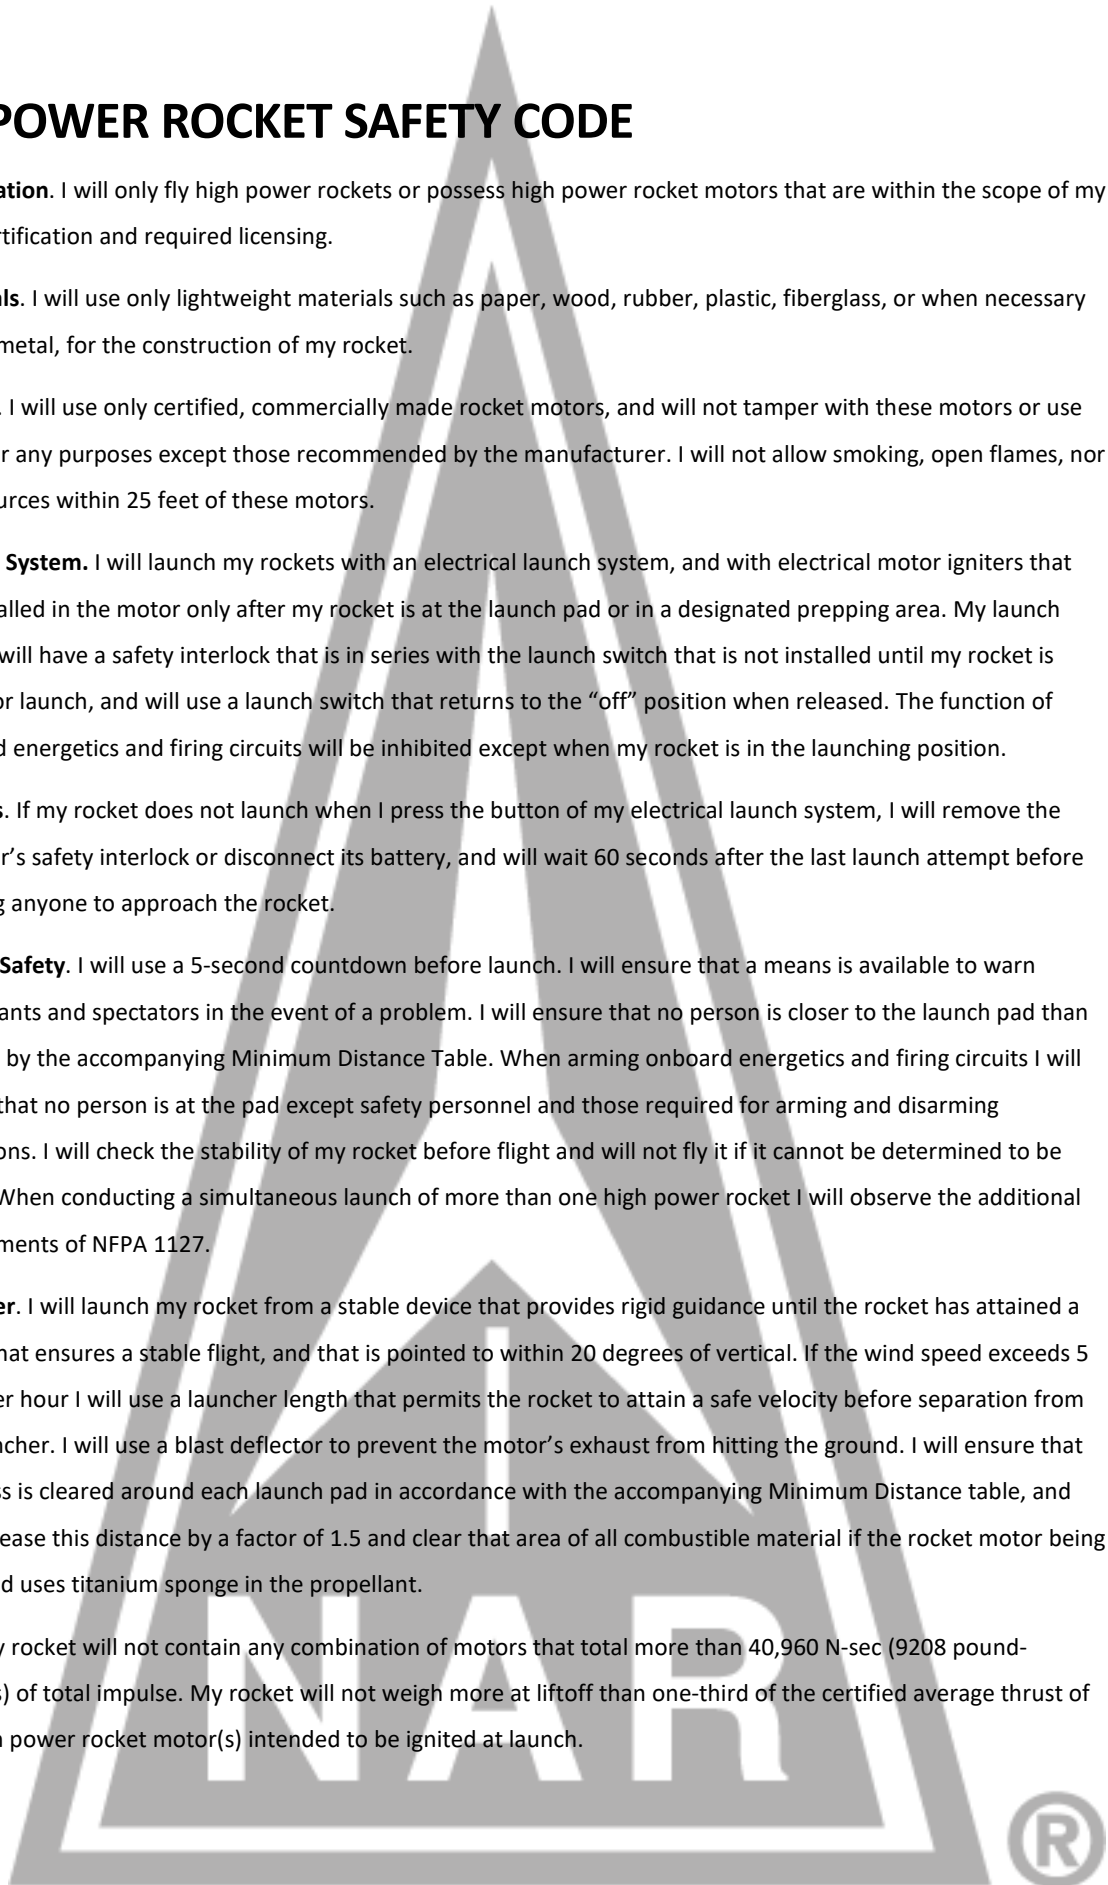 POWER ROCKET SAFETY CODE
ation. I will only fly high power rockets or possess high power rocket motors that are within the scope of my
rtification and required licensing.
ls. I will use only lightweight materials such as paper, wood, rubber, plastic, fiberglass, or when necessary
metal, for the construction of my rocket.
. I will use only certified, commercially made rocket motors, and will not tamper with these motors or use
r any purposes except those recommended by the manufacturer. I will not allow smoking, open flames, nor
urces within 25 feet of these motors.
System. I will launch my rockets with an electrical launch system, and with electrical motor igniters that
alled in the motor only after my rocket is at the launch pad or in a designated prepping area. My launch
will have a safety interlock that is in series with the launch switch that is not installed until my rocket is
or launch, and will use a launch switch that returns to the “off” position when released. The function of
d energetics and firing circuits will be inhibited except when my rocket is in the launching position.
s. If my rocket does not launch when I press the button of my electrical launch system, I will remove the
r’s safety interlock or disconnect its battery, and will wait 60 seconds after the last launch attempt before
g anyone to approach the rocket.
Safety. I will use a 5-second countdown before launch. I will ensure that a means is available to warn
ants and spectators in the event of a problem. I will ensure that no person is closer to the launch pad than
by the accompanying Minimum Distance Table. When arming onboard energetics and firing circuits I will
that no person is at the pad except safety personnel and those required for arming and disarming
ons. I will check the stability of my rocket before flight and will not fly it if it cannot be determined to be
When conducting a simultaneous launch of more than one high power rocket I will observe the additional
ments of NFPA 1127.
er. I will launch my rocket from a stable device that provides rigid guidance until the rocket has attained a
hat ensures a stable flight, and that is pointed to within 20 degrees of vertical. If the wind speed exceeds 5
er hour I will use a launcher length that permits the rocket to attain a safe velocity before separation from
ncher. I will use a blast deflector to prevent the motor’s exhaust from hitting the ground. I will ensure that
ss is cleared around each launch pad in accordance with the accompanying Minimum Distance table, and
rease this distance by a factor of 1.5 and clear that area of all combustible material if the rocket motor being
d uses titanium sponge in the propellant.
y rocket will not contain any combination of motors that total more than 40,960 N-sec (9208 pound-
s) of total impulse. My rocket will not weigh more at liftoff than one-third of the certified average thrust of
h power rocket motor(s) intended to be ignited at launch.
NAR
®